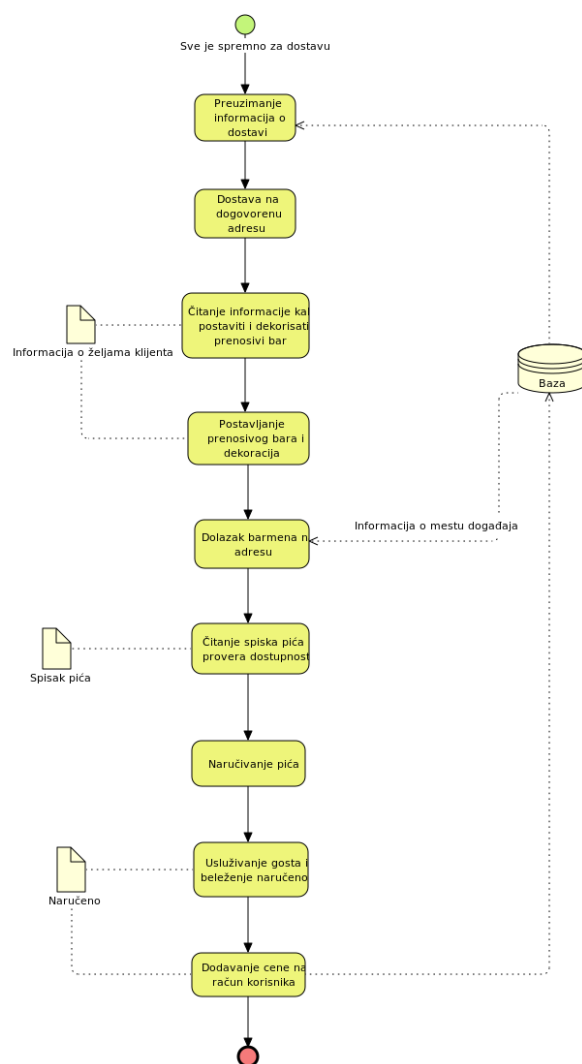 Sve je spremno za dostavu
Preuzimanje
informacija o
dostavi
Dostava na
dogovorenu
adresu
Čitanje informacije kal
postaviti i dekorisati
prenosivi bar
Informacija o željama klijenta
Baza
Postavljanje
prenosivog bara i
dekoracija
Informacija o mestu događaja
Dolazak barmena n
adresu
Čitanje spiska pića
provera dostupnost
Spisak pića
Naručivanje pića
Usluživanje gosta i
beleženje naručeno
Naručeno
Dodavanje cene na
račun korisnika